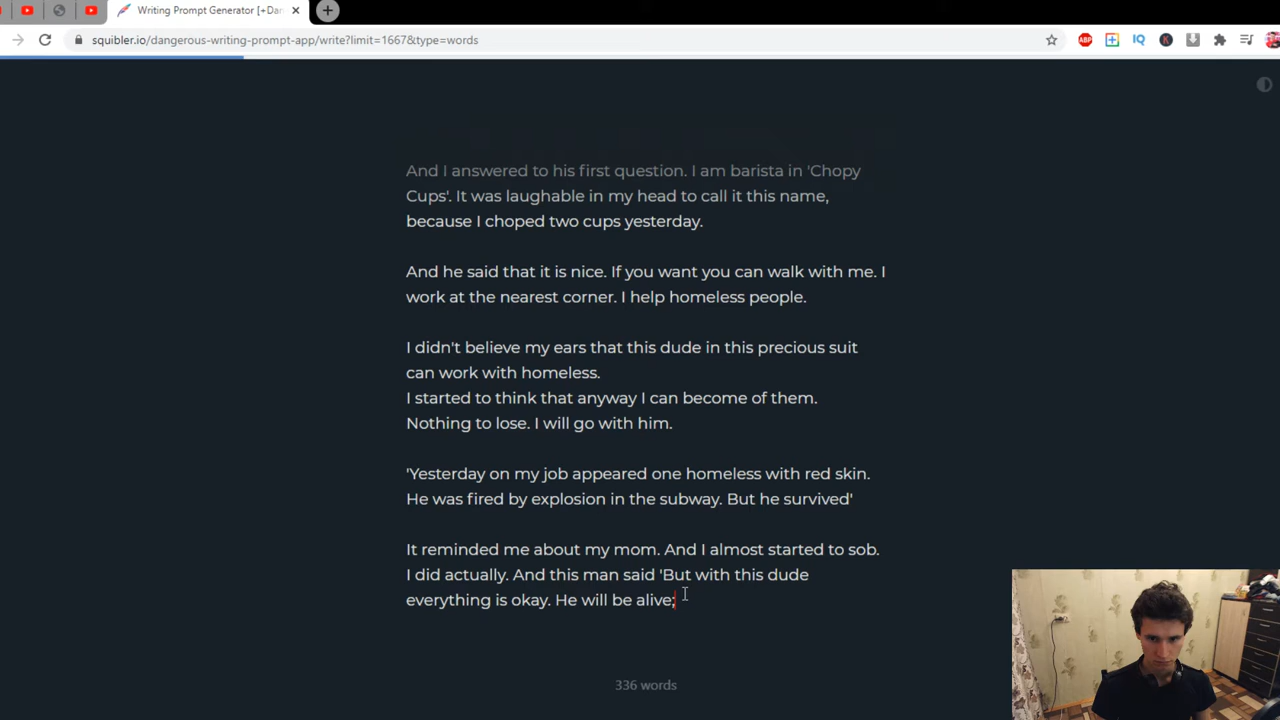 Writing Prompt Generator [+Dan
squibler.io/dangerous-writing-prompt-app/write?limit=1667&type=words
ABP
IQ
K
And I answered to his first question. I am barista in 'Chopy
Cups'. It was laughable in my head to call it this name,
because I choped two cups yesterday.
And he said that it is nice. If you want you can walk with me. I
work at the nearest corner. I help homeless people.
I didn't believe my ears that this dude in this precious suit
can work with homeless.
I started to think that anyway I can become of them.
Nothing to lose. I will go with him.
'Yesterday on my job appeared one homeless with red skin.
He was fired by explosion in the subway. But he survived'
It reminded me about my mom. And I almost started to sob.
I did actually. And this man said 'But with this dude
everything is okay. He will be alive;
336 words